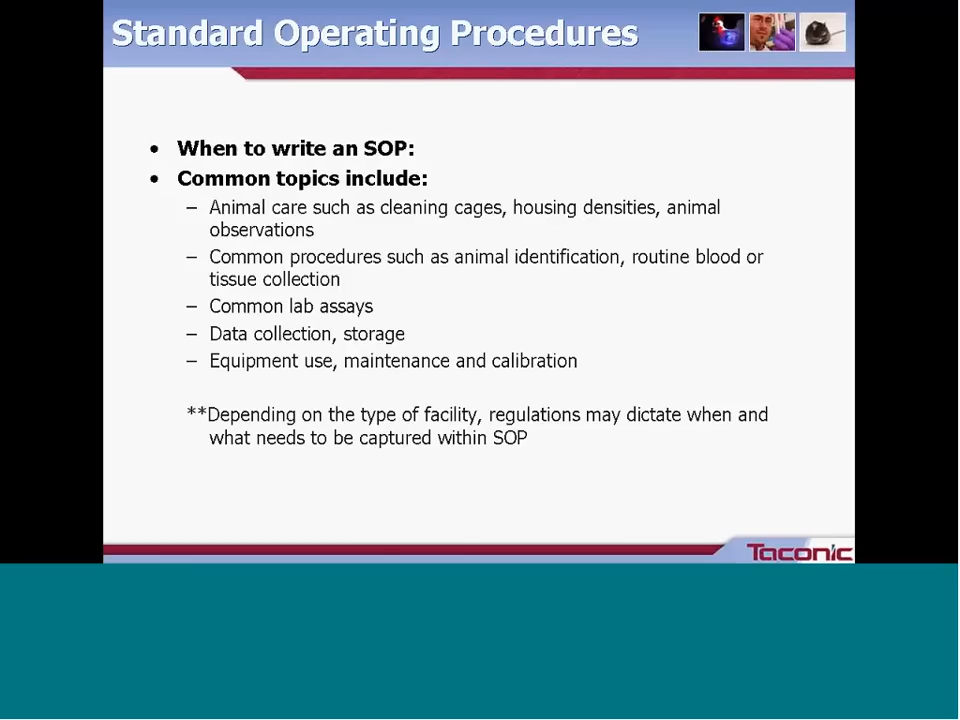 Standard Operating Procedures
• When to write an SOP:
• Common topics include:
– Animal care such as cleaning cages, housing densities, animal
observations
– Common procedures such as animal identification, routine blood or
tissue collection
– Common lab assays
– Data collection, storage
– Equipment use, maintenance and calibration
**Depending on the type of facility, regulations may dictate when and
what needs to be captured within SOP
Taconic